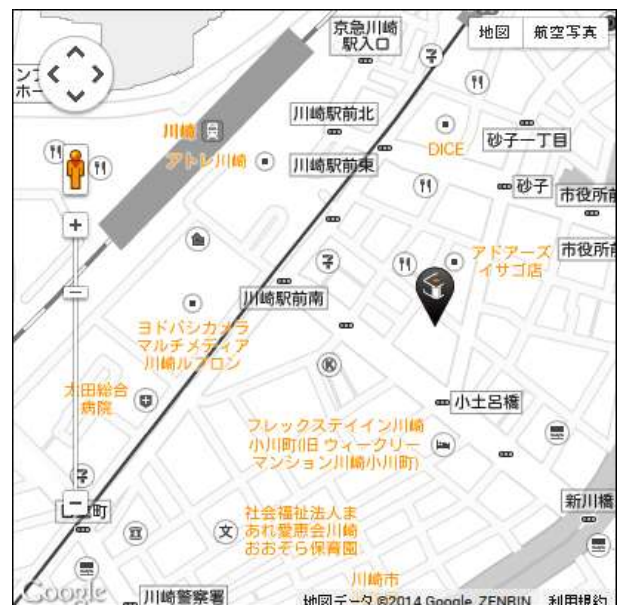 京急川崎
駅入口
地図
航空写真
ホー
川崎駅前北
川崎
DICE
砂子一丁目
アトレ川崎
川崎駅前東
砂子
市役所前
アドアーズ
イサゴ店
市役所前
川崎駅前南
ヨドバシカメラ
マルチメディア
川崎ルフロン
太田総合
病院
小土呂橋
フレックステイイン川崎
小川町(旧 ウィークリー
マンション川崎小川町)
新川橋
社会福祉法人ま
あれ愛恵会川崎
おおぞら保育園
川崎市
川崎警察署
Google
地図データ ©2014 Google, ZENRIN
利用規約